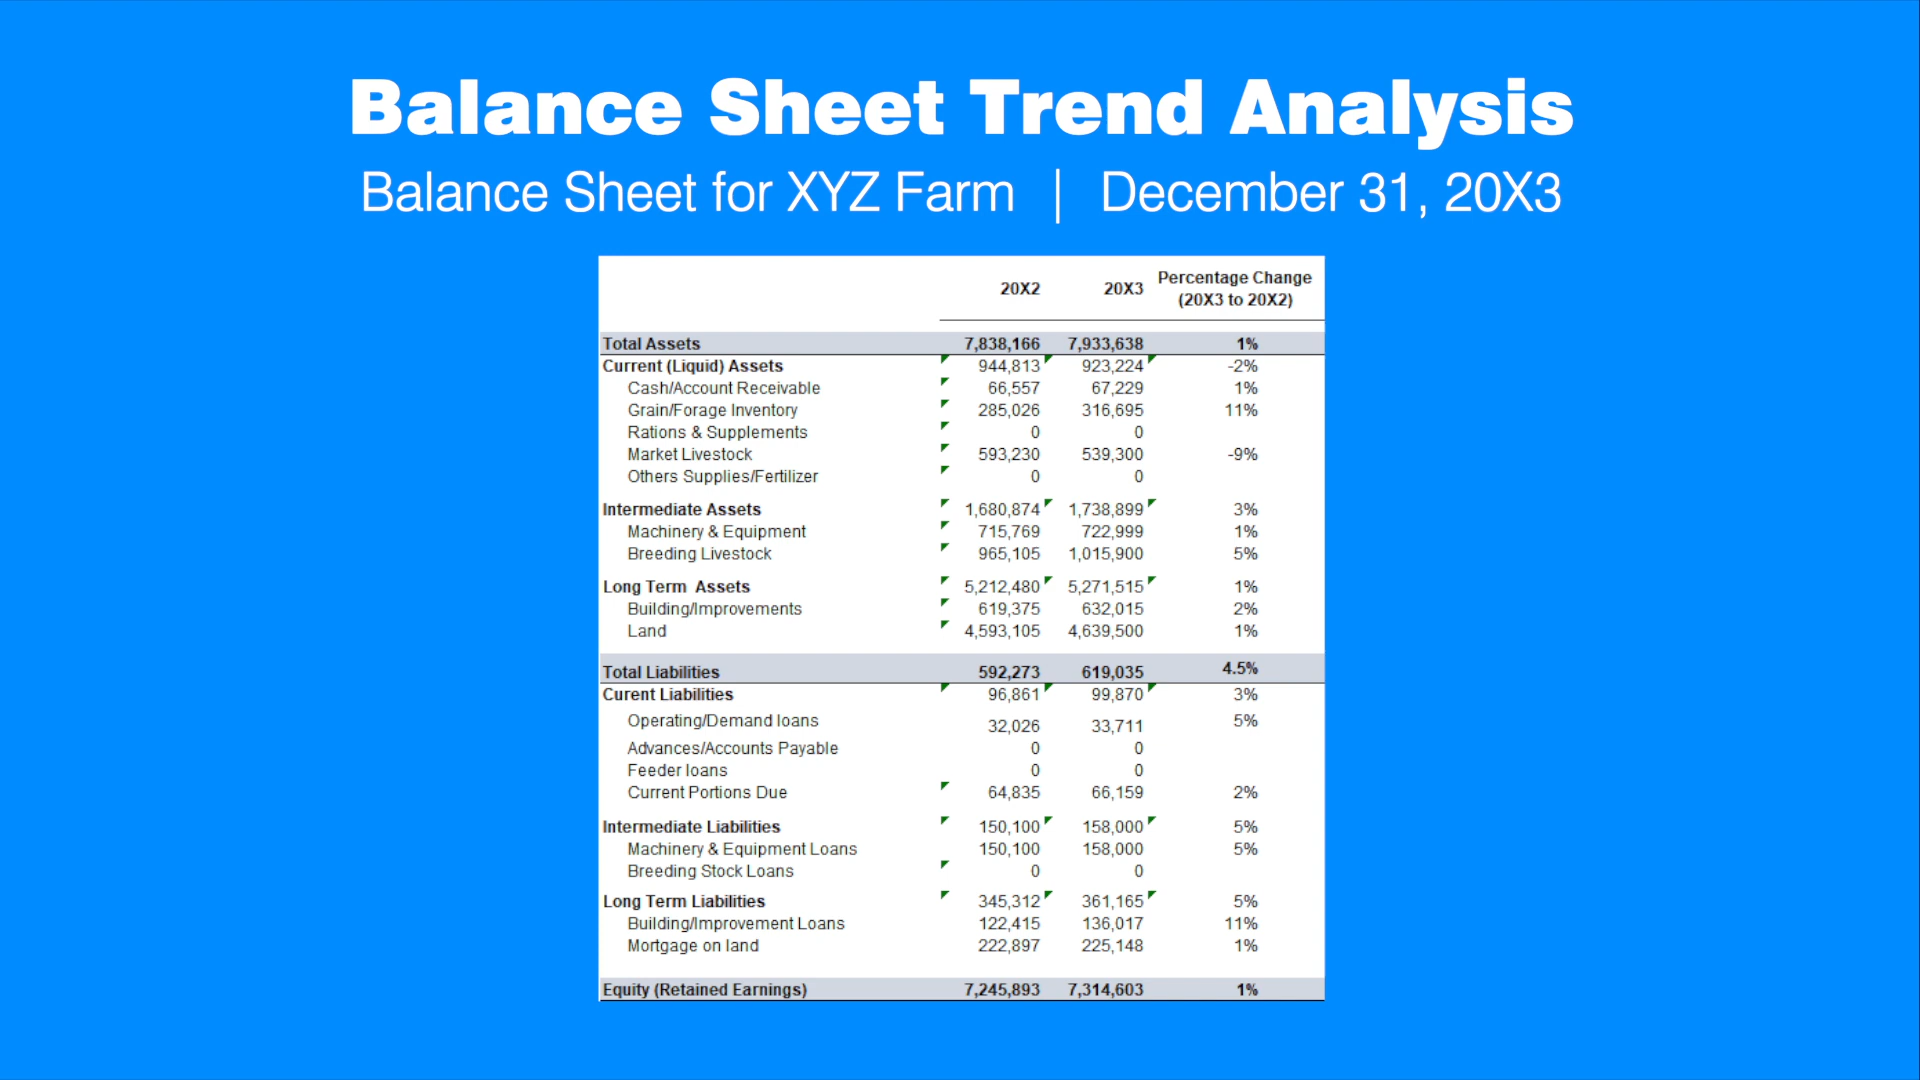 Balance Sheet Trend Analysis
Balance Sheet for XYZ Farm | December 31, 20X3
20X2 20X3 Percentage Change (20X3 to 20X2)
Total Assets 7,838,166 7,933,638 1%
Current (Liquid) Assets 944,813 923,224 -2%
Cash/Account Receivable 66,557 67,229 1%
Grain/Forage Inventory 285,026 316,695 11%
Rations & Supplements 0 0
Market Livestock 593,230 539,300 -9%
Others Supplies/Fertilizer 0 0
Intermediate Assets 1,680,874 1,738,899 3%
Machinery & Equipment 715,769 722,999 1%
Breeding Livestock 965,105 1,015,900 5%
Long Term Assets 5,212,480 5,271,515 1%
Building/Improvements 619,375 632,015 2%
Land 4,593,105 4,639,500 1%
Total Liabilities 592,273 619,035 4.5%
Curent Liabilities 96,861 99,870 3%
Operating/Demand loans 32,026 33,711 5%
Advances/Accounts Payable 0 0
Feeder loans 0 0
Current Portions Due 64,835 66,159 2%
Intermediate Liabilities 150,100 158,000 5%
Machinery & Equipment Loans 150,100 158,000 5%
Breeding Stock Loans 0 0
Long Term Liabilities 345,312 361,165 5%
Building/Improvement Loans 122,415 136,017 11%
Mortgage on land 222,897 225,148 1%
Equity (Retained Earnings) 7,245,893 7,314,603 1%